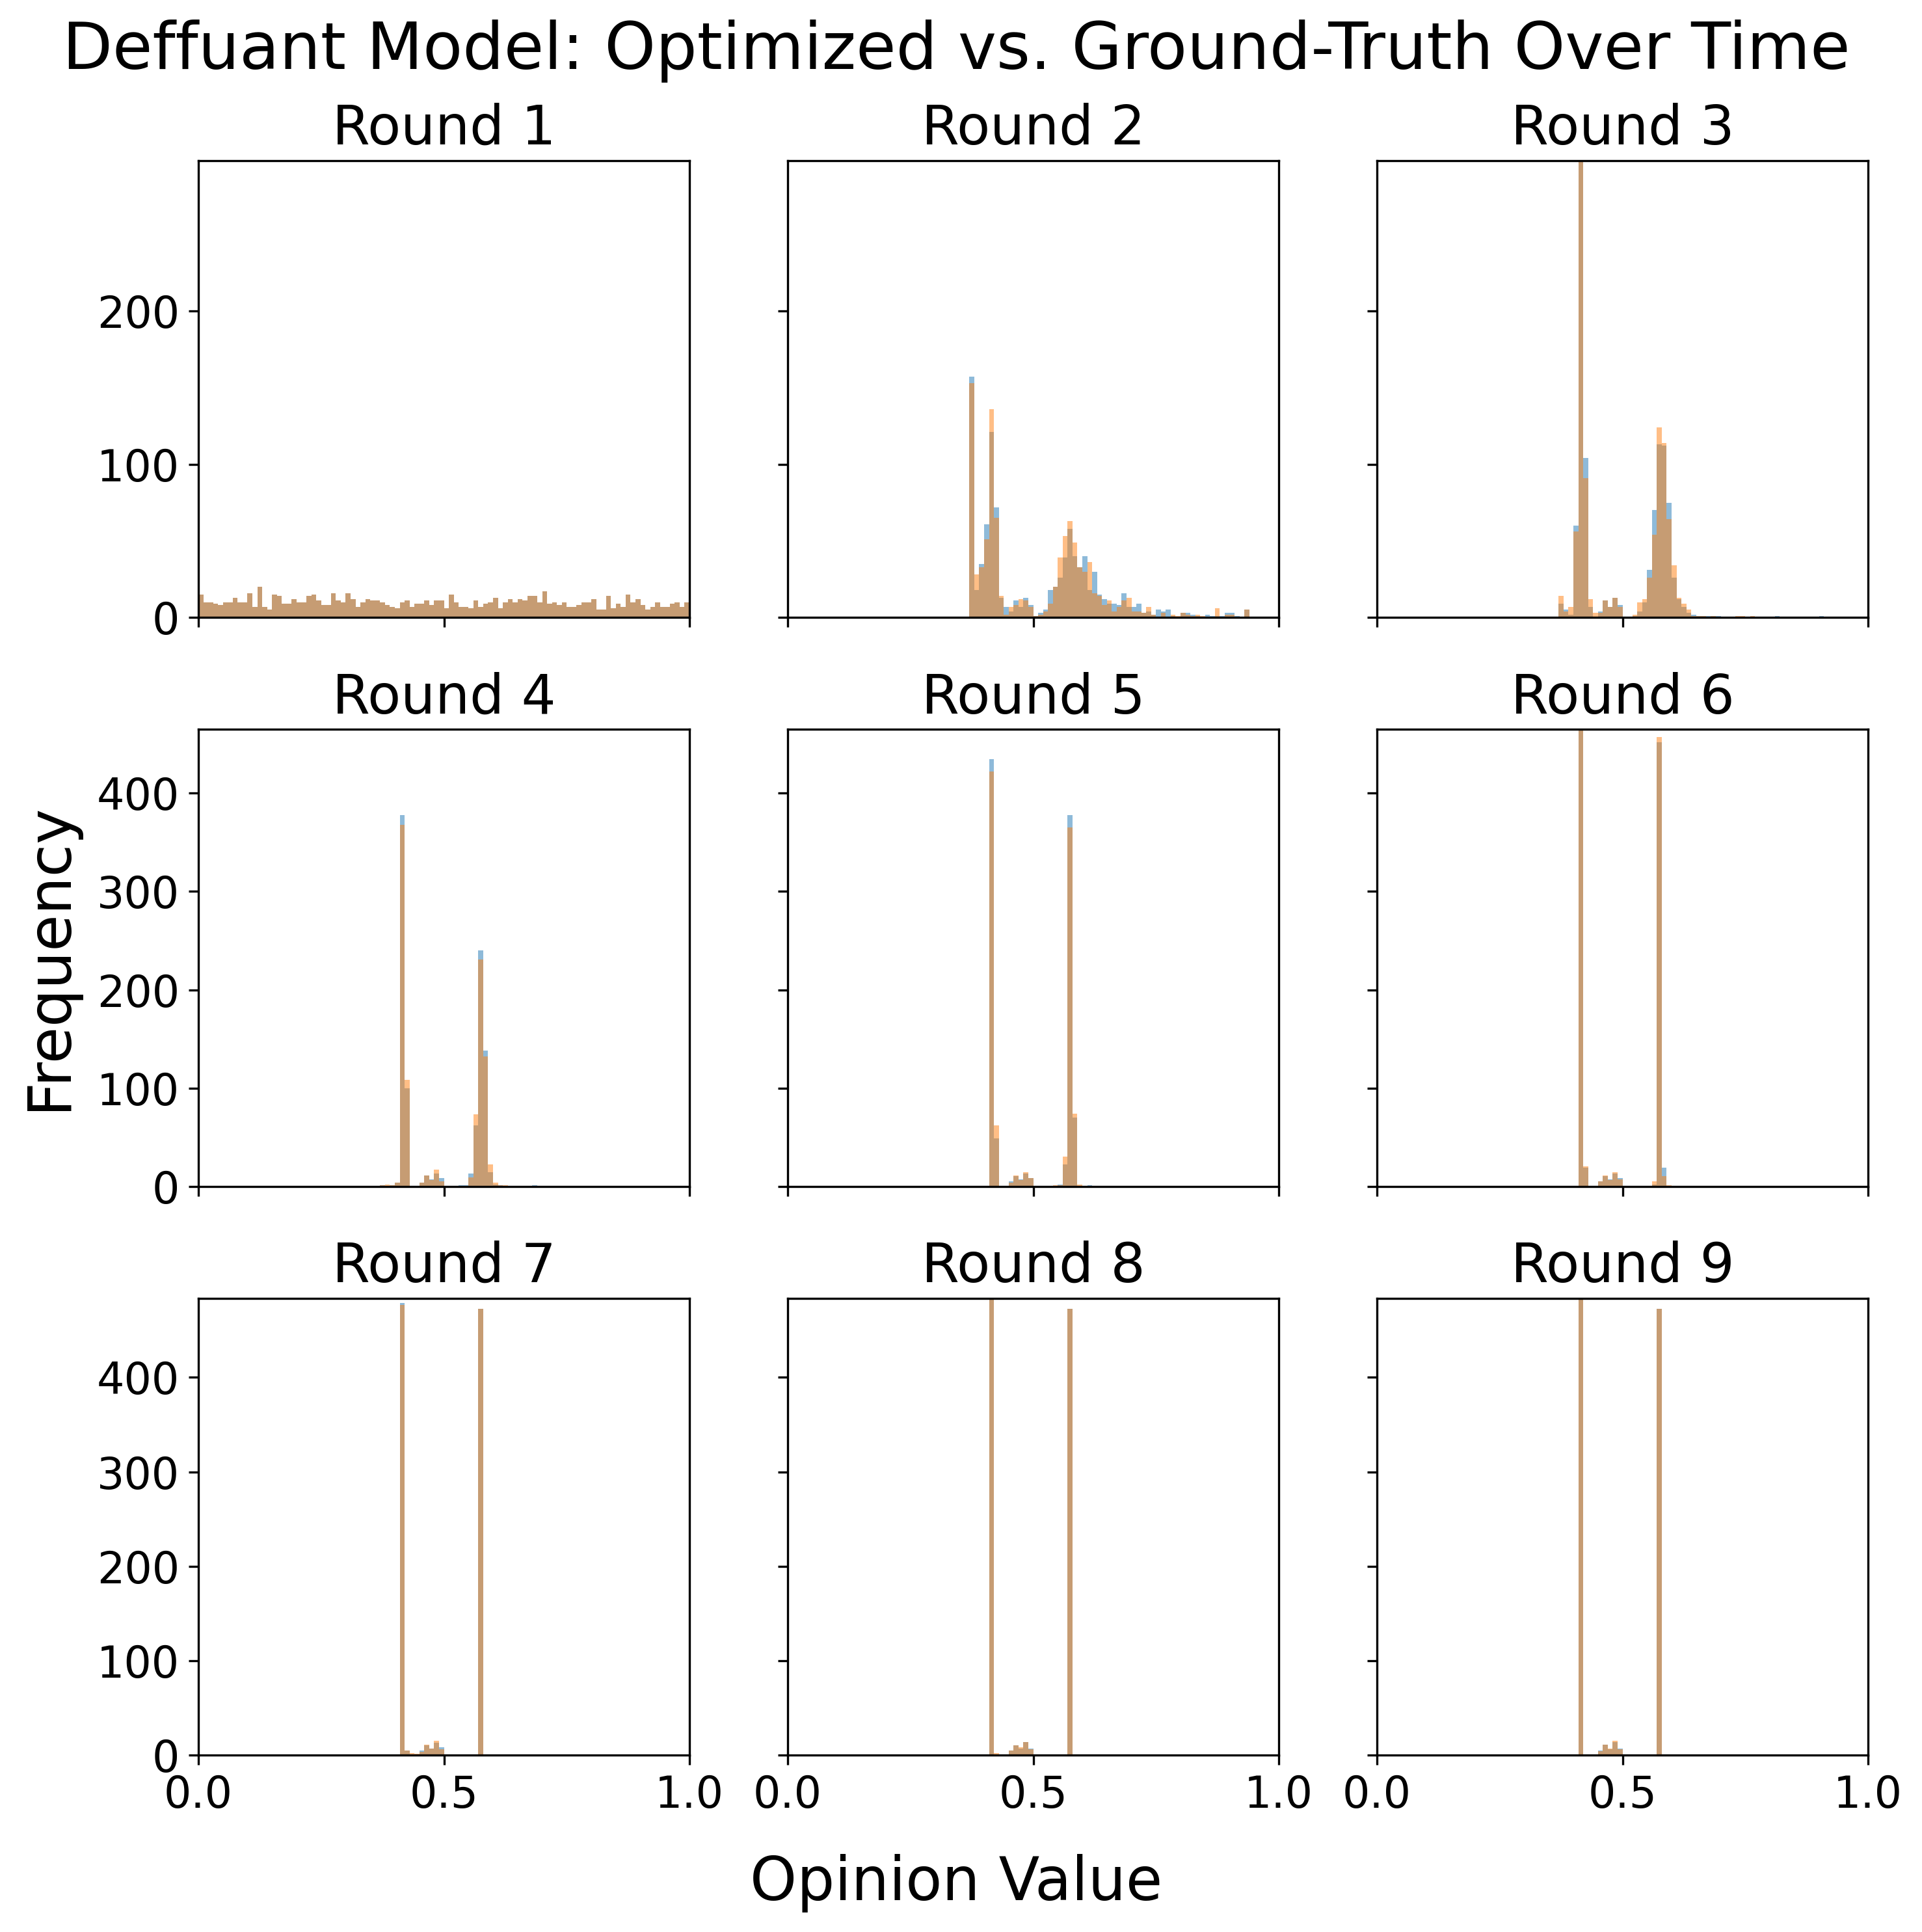 Deffuant Model: Optimized vs. Ground-Truth Over Time
Round 1
Round 2
Round 3
200
100
0
Round 4
Round 5
Round 6
400
300
200
100
0
Frequency
Round 7
Round 8
Round 9
400
300
200
100
0
0.0 0.5 1.0
0.0 0.5 1.0
0.0 0.5 1.0
Opinion Value